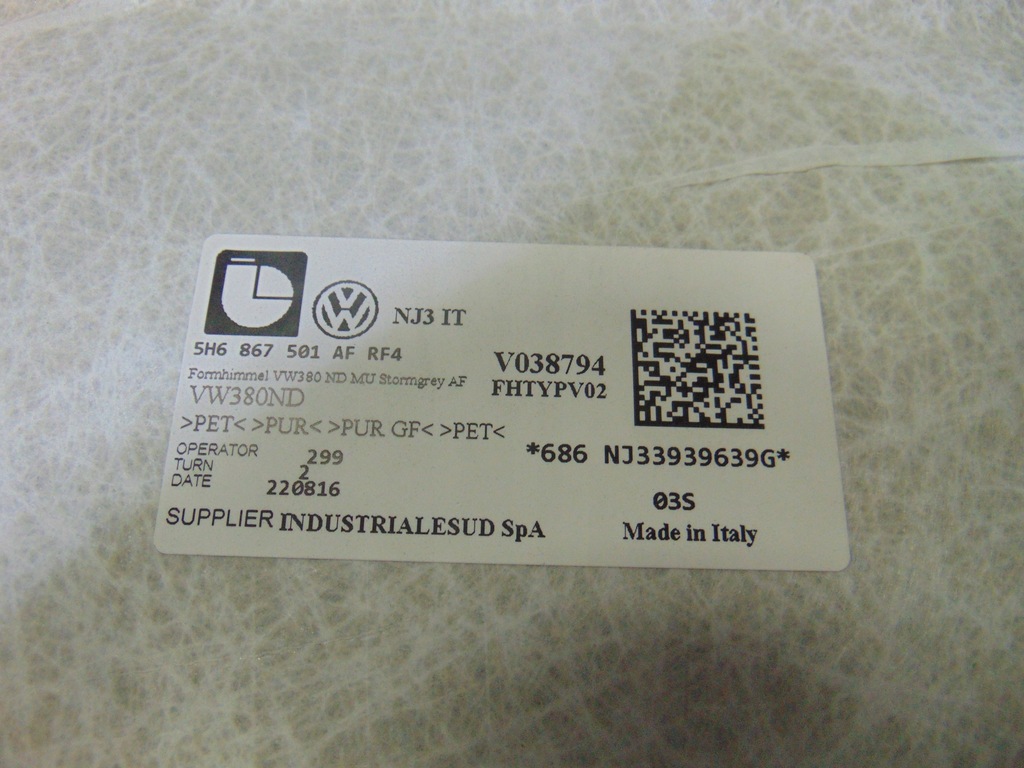 NJ3 IT
5H6 867 501 AF RF4
Formhimmel VW380 ND MU Stormgrey AF
VW380ND
V038794
FHTYPV02
>PET< >PUR< >PUR GF< >PET<
*686 NJ33939639G*
OPERATOR 299
TURN 2
DATE 220816
03S
SUPPLIER INDUSTRIALESUD SpA
Made in Italy